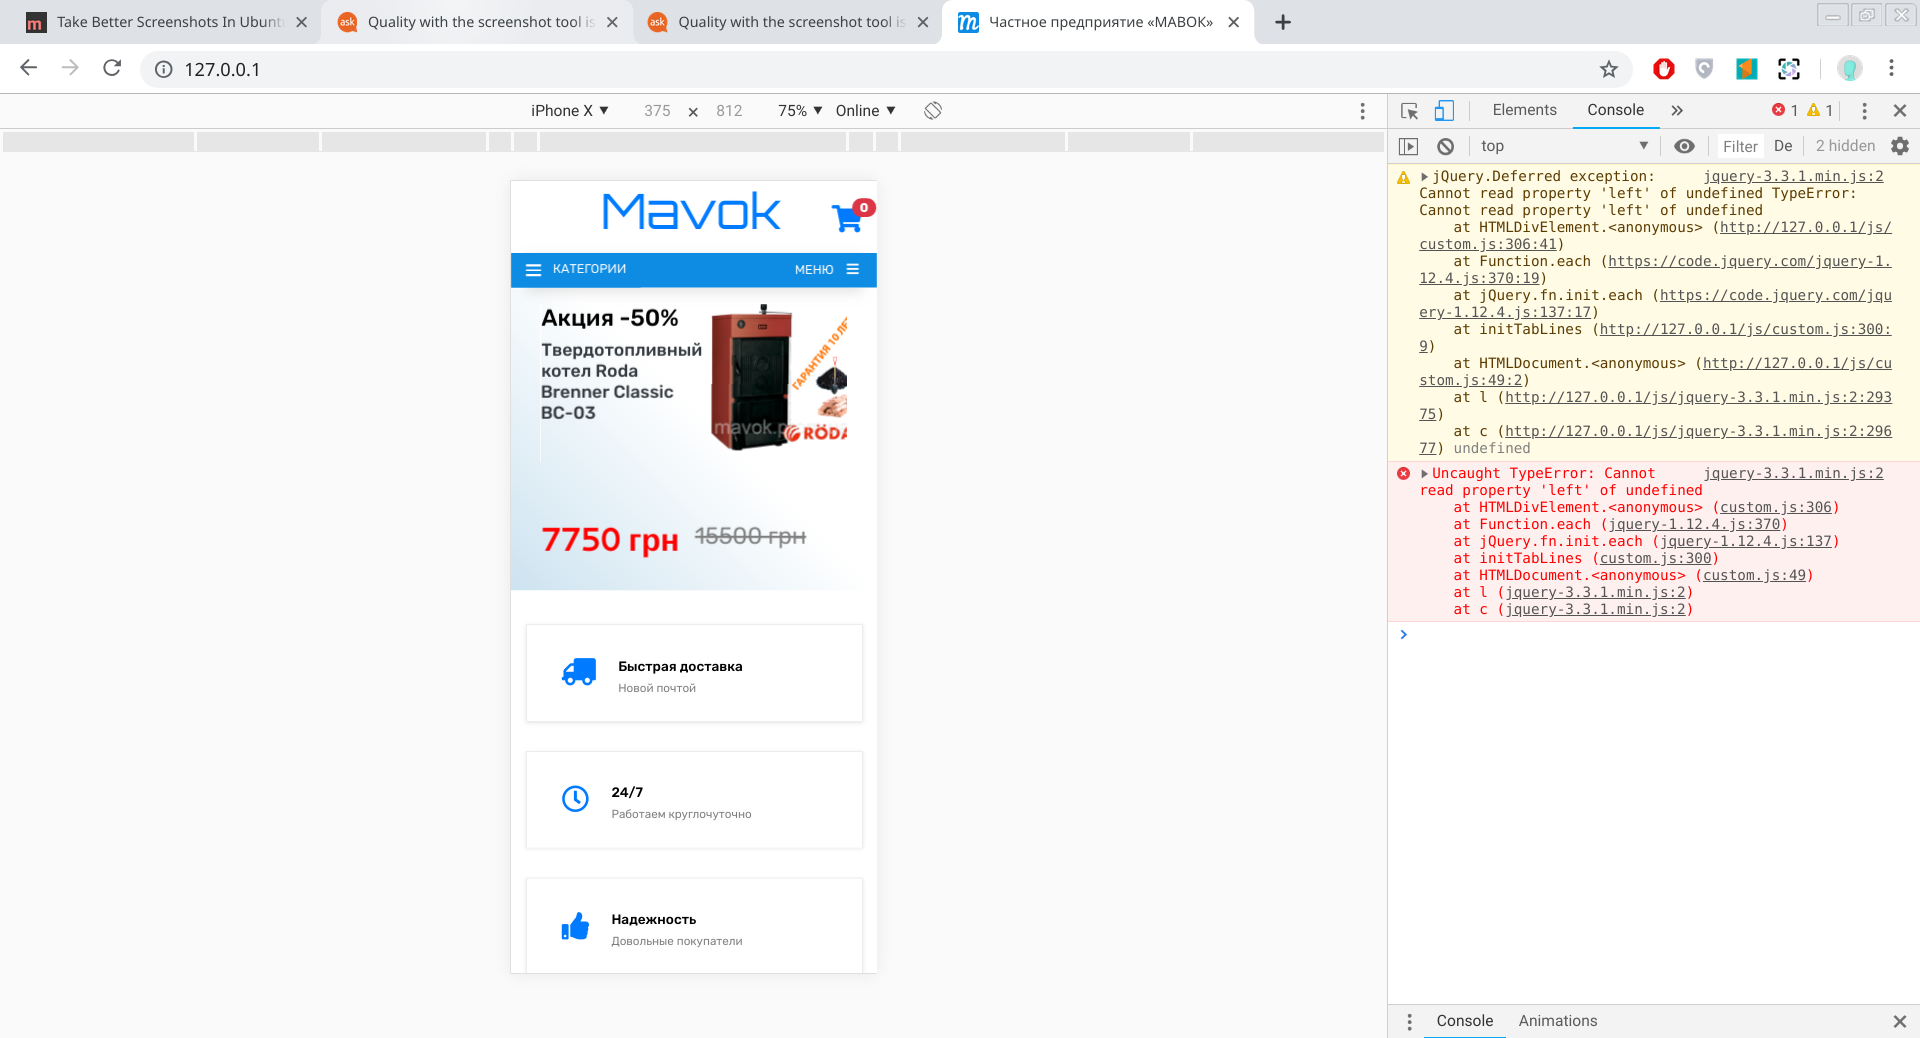 Take Better Screenshots In Ubunt
Quality with the screenshot tool is
Quality with the screenshot tool is
Частное предприятие «МАВОК»
127.0.0.1
iPhone X ▼ 375 × 812 75% ▼ Online ▼
Elements Console » 1 1
top ▼ Filter De 2 hidden
Mavok
0
КАТЕГОРИИ МЕНЮ
Акция -50%
Твердотопливный
котел Roda
Brenner Classic
BC-03
ГАРАНТИЯ 10 ЛЕ
RODA
7750 грн 15500 грн
Быстрая доставка
Новой почтой
24/7
Работаем круглочуточно
Надежность
Довольные покупатели
jQuery.Deferred exception: jquery-3.3.1.min.js:2
Cannot read property 'left' of undefined TypeError:
Cannot read property 'left' of undefined
at HTMLDivElement.<anonymous> (http://127.0.0.1/js/
custom.js:306:41)
at Function.each (https://code.jquery.com/jquery-1.
12.4.js:370:19)
at jQuery.fn.init.each (https://code.jquery.com/jqu
ery-1.12.4.js:137:17)
at initTabLines (http://127.0.0.1/js/custom.js:300:
9)
at HTMLDocument.<anonymous> (http://127.0.0.1/js/cu
stom.js:49:2)
at l (http://127.0.0.1/js/jquery-3.3.1.min.js:2:293
75)
at c (http://127.0.0.1/js/jquery-3.3.1.min.js:2:296
77) undefined
Uncaught TypeError: Cannot jquery-3.3.1.min.js:2
read property 'left' of undefined
at HTMLDivElement.<anonymous> (custom.js:306)
at Function.each (jquery-1.12.4.js:370)
at jQuery.fn.init.each (jquery-1.12.4.js:137)
at initTabLines (custom.js:300)
at HTMLDocument.<anonymous> (custom.js:49)
at l (jquery-3.3.1.min.js:2)
at c (jquery-3.3.1.min.js:2)
Console Animations